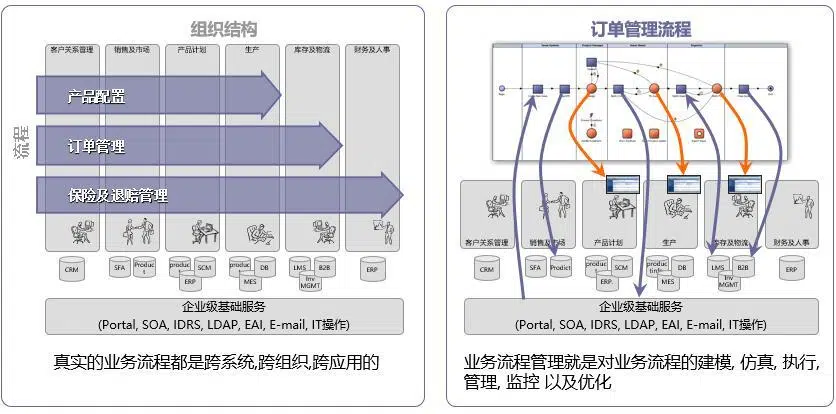 组织结构
客户关系管理
销售及市场
产品计划
生产
库存及物流
财务及人事
流程
产品配置
订单管理
保险及退赔管理
CRM
SFA
Produc
t
SCM
ERP
DB
MES
LMS
B2B
Inv
MGMT
ERP
企业级基础服务
(Portal, SOA, IDRS, LDAP, EAI, E-mail, IT操作)
真实的业务流程都是跨系统,跨组织,跨应用的
订单管理流程
客户关系管理
销售及市场
产品计划
生产
库存及物流
财务及人事
CRM
SFA
Prodict
SCM
ERP
DB
MES
LMS
B2B
Inv
MGMT
ERP
企业级基础服务
(Portal, SOA, IDRS, LDAP, EAI, E-mail, IT操作)
业务流程管理就是对业务流程的建模, 仿真, 执行,
管理, 监控 以及优化